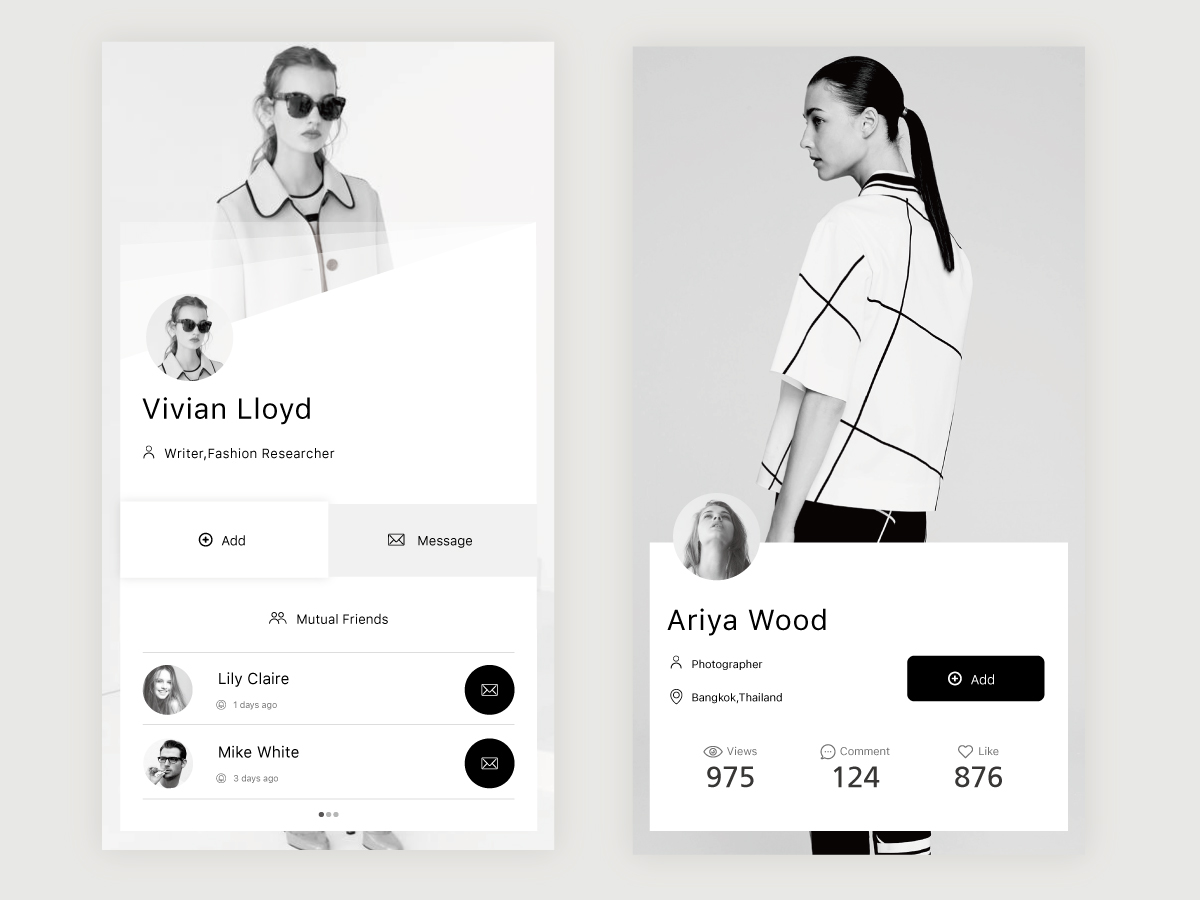 Vivian Lloyd
Writer,Fashion Researcher
Add
Message
Mutual Friends
Lily Claire
1 days ago
Mike White
3 days ago
Ariya Wood
Photographer
Bangkok,Thailand
Add
Views
975
Comment
124
Like
876